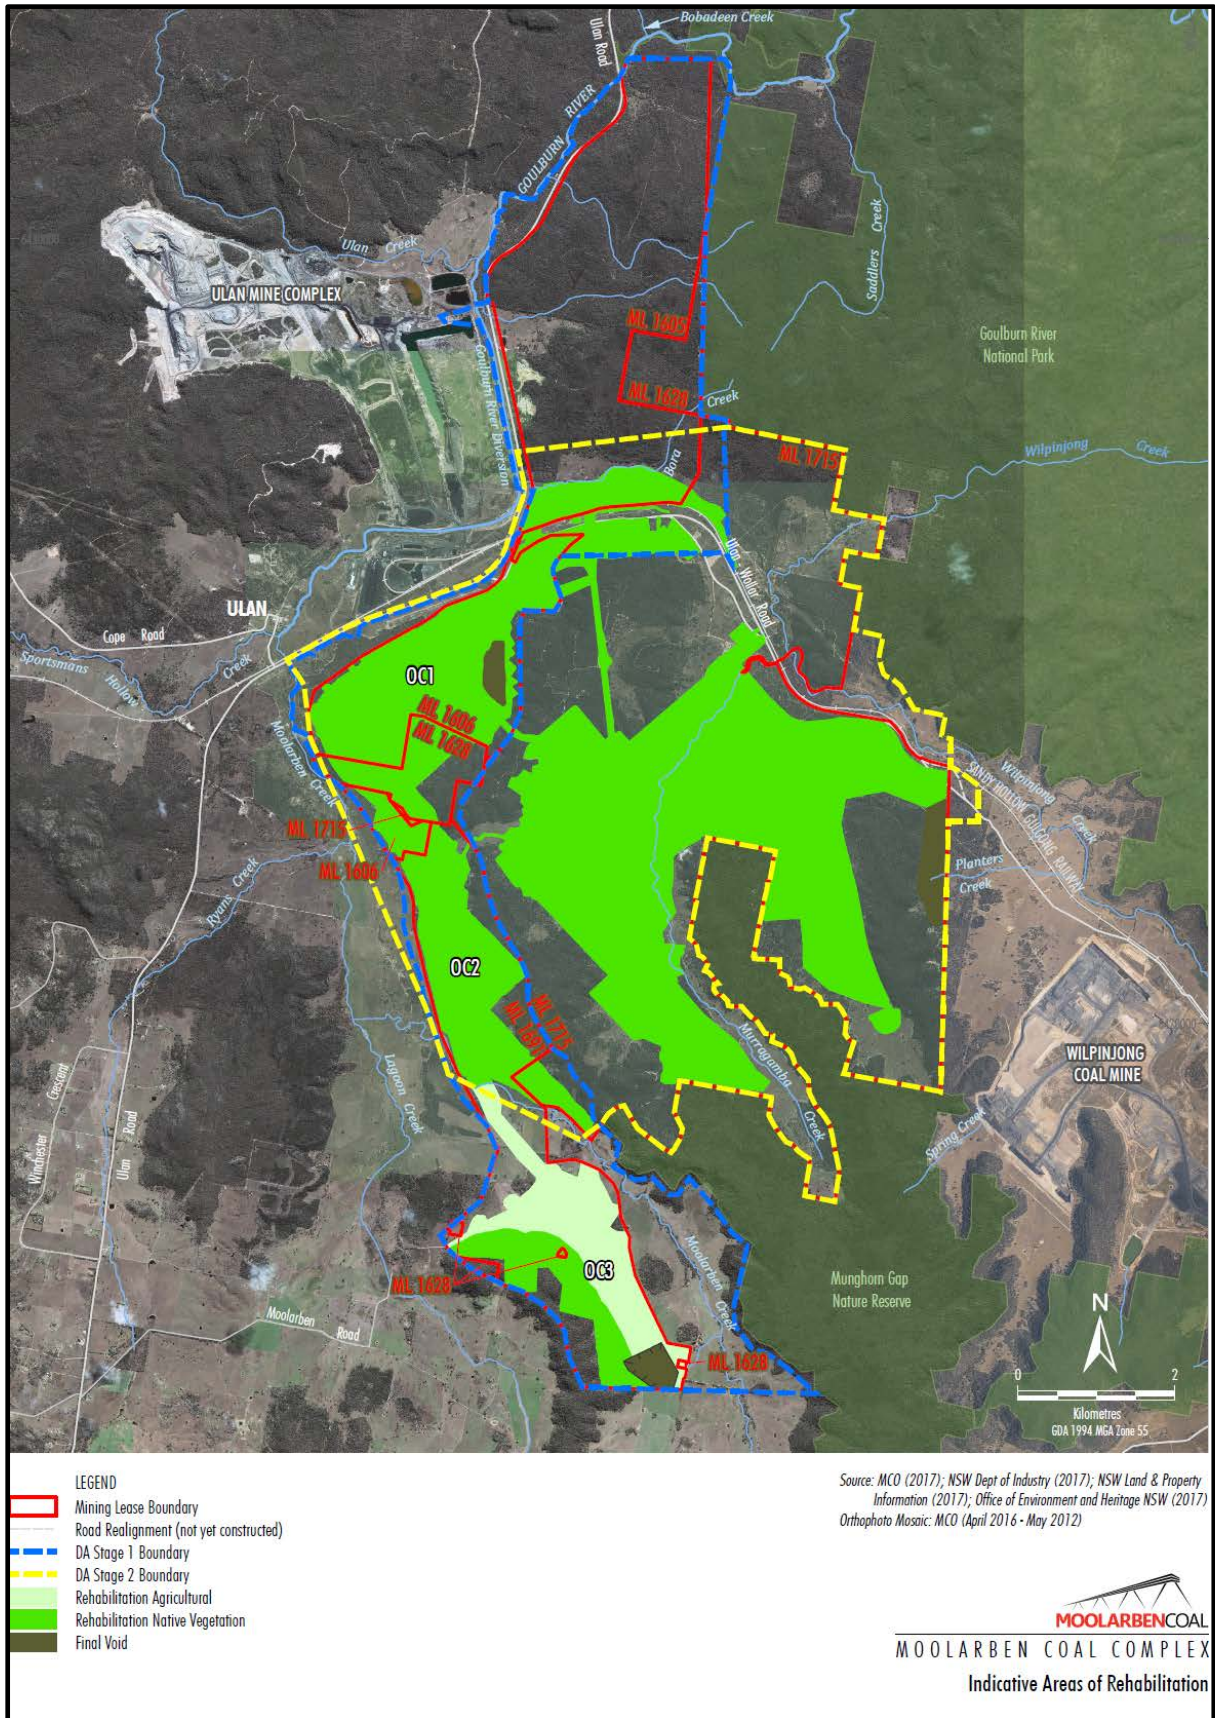 Bobadeen Creek
Ulan Road
GOULBURN RIVER
Ulan Creek
Saddlers Creek
ULAN MINE COMPLEX
ML 1605
Goulburn River
National Park
Goulburn River Diversion
ML 1628
Creek
Bora
ML 1715
Wilpinjong Creek
Ulan Wollar Road
ULAN
Cope Road
Sportsmans Hollow Creek
OC1
ML 1606
ML 1628
Moolarben Creek
Wilpinjong Creek
SANDY HOLLOW GULGONG RAILWAY
ML 1715
ML 1606
Ryans Creek
Planters
Creek
OC2
ML 1715
ML 1691
Murragamba Creek
WILPINJONG
COAL MINE
Lagoon Creek
Winchester Crescent
Ulan Road
Spring Creek
Moolarben Creek
OC3
ML 1628
Munghorn Gap
Nature Reserve
Moolarben Road
ML 1628
N
0 2
Kilometres
GDA 1994 MGA Zone 55
LEGEND
Mining Lease Boundary
Road Realignment (not yet constructed)
DA Stage 1 Boundary
DA Stage 2 Boundary
Rehabilitation Agricultural
Rehabilitation Native Vegetation
Final Void
Source: MCO (2017); NSW Dept of Industry (2017); NSW Land & Property
Information (2017); Office of Environment and Heritage NSW (2017)
Orthophoto Mosaic: MCO (April 2016 - May 2012)
MOOLARBENCOAL
MOOLARBEN COAL COMPLEX
Indicative Areas of Rehabilitation